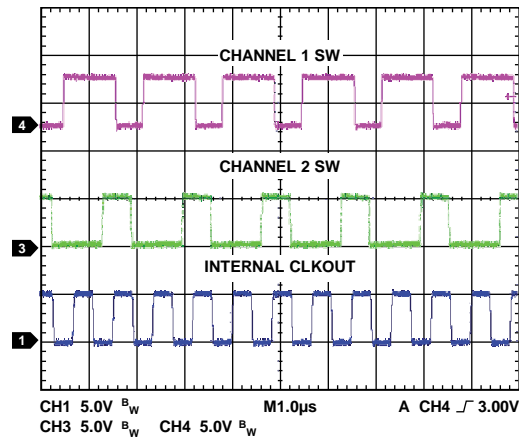 CHANNEL 1 SW
4
CHANNEL 2 SW
3
INTERNAL CLKOUT
1
CH1 5.0V BW M1.0µs A CH4 3.00V
CH3 5.0V BW CH4 5.0V BW